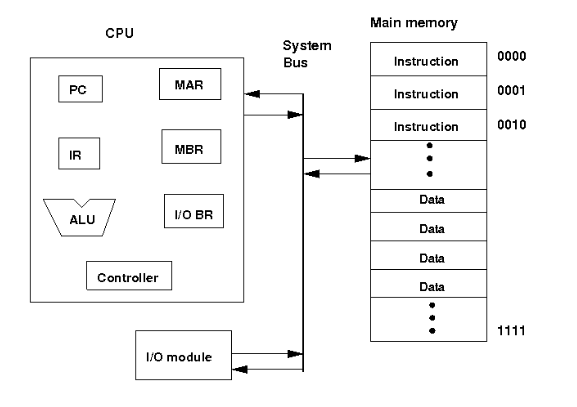 CPU
PC
MAR
IR
MBR
ALU
I/O BR
Controller
I/O module
System
Bus
Main memory
Instruction 0000
Instruction 0001
Instruction 0010
Data
Data
Data
Data
1111